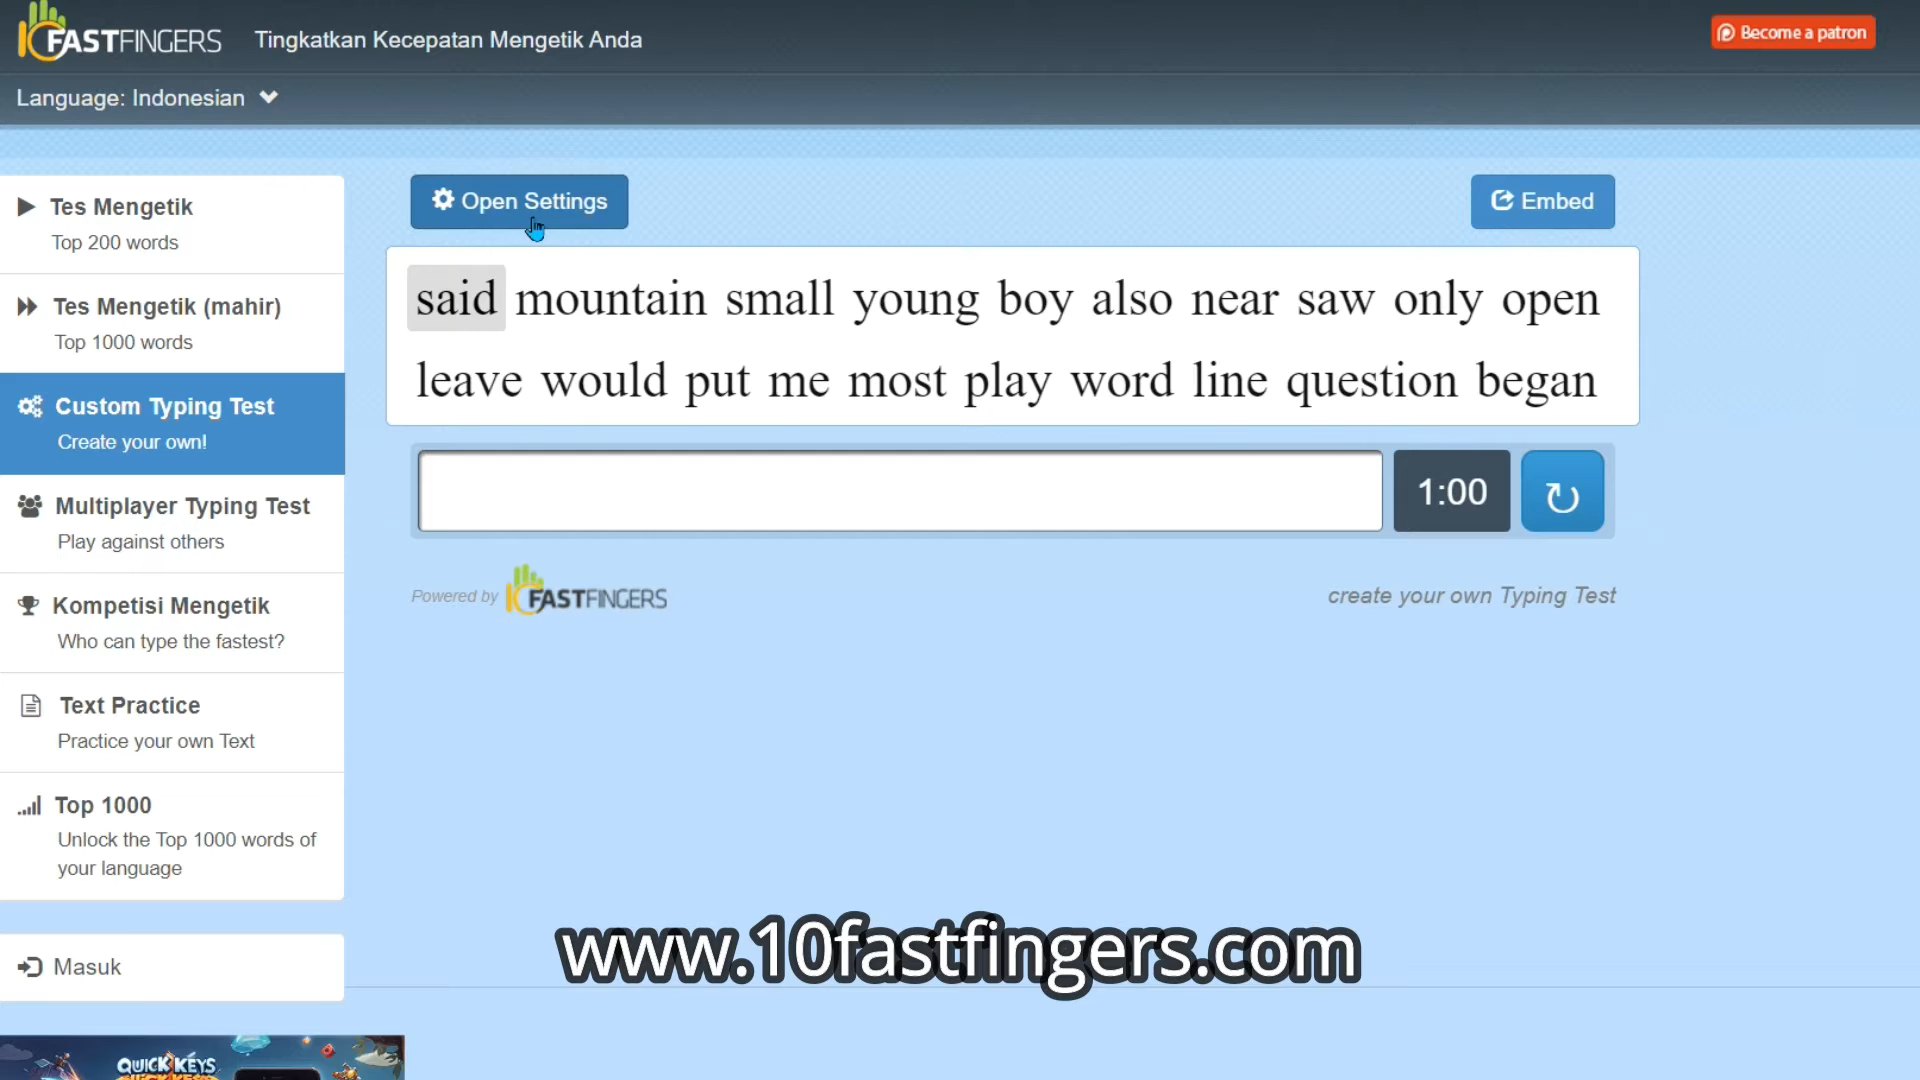 10FASTFINGERS Tingkatkan Kecepatan Mengetik Anda
Become a patron
Language: Indonesian
Tes Mengetik
Top 200 words
Tes Mengetik (mahir)
Top 1000 words
Custom Typing Test
Create your own!
Multiplayer Typing Test
Play against others
Kompetisi Mengetik
Who can type the fastest?
Text Practice
Practice your own Text
Top 1000
Unlock the Top 1000 words of
your language
Masuk
QUICK KEYS
Open Settings
Embed
said mountain small young boy also near saw only open
leave would put me most play word line question began
1:00
Powered by 10FASTFINGERS
create your own Typing Test
www.10fastfingers.com